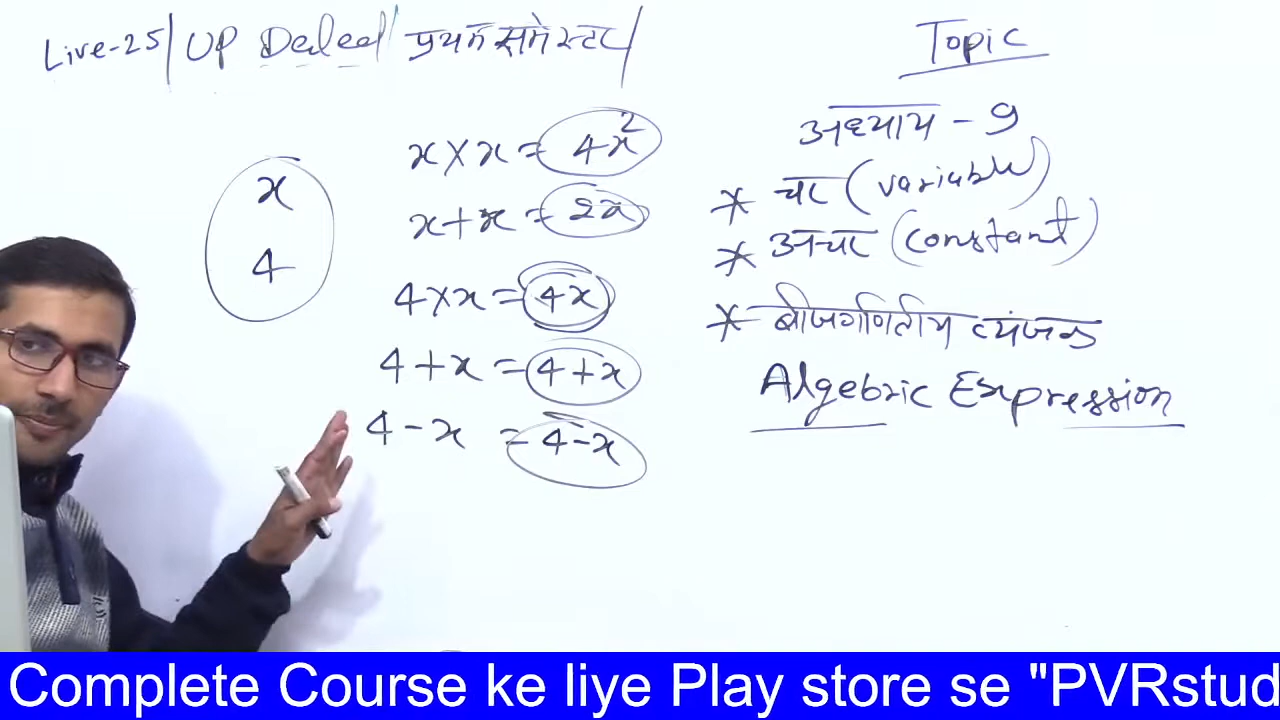 Live-25/ UP Deled/ प्रथम सेमेस्टर/
x × x = 4x²
x + x = 2x
4 × x = 4x
4 + x = 4+x
4 - x = 4-x
x
4
Topic
अध्याय - 9
* चर (variable)
* अचर (constant)
* बीजगणितीय व्यंजक
Algebric Expression
Complete Course ke liye Play store se "PVRstud